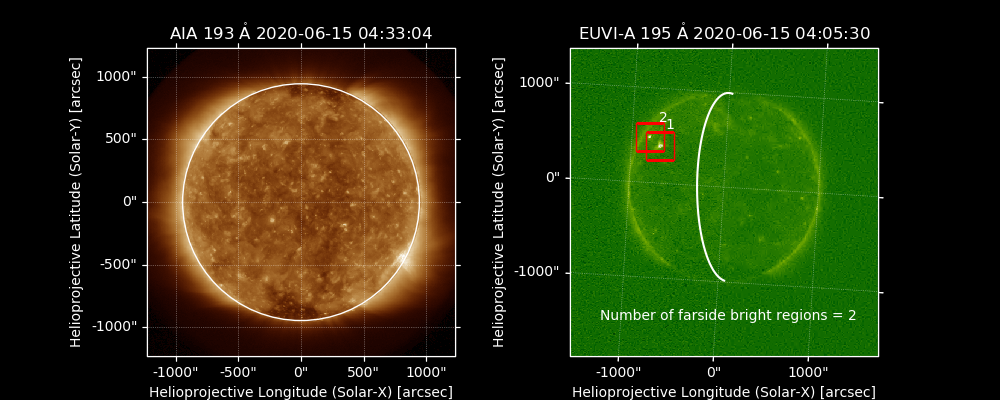 AIA 193 Å 2020-06-15 04:33:04
1000"
500"
0"
-500"
-1000"
-1000"
-500"
0"
500"
1000"
Helioprojective Longitude (Solar-X) [arcsec]
Helioprojective Latitude (Solar-Y) [arcsec]
EUVI-A 195 Å 2020-06-15 04:05:30
1000"
0"
-1000"
2
1
Number of farside bright regions = 2
-1000"
0"
1000"
Helioprojective Longitude (Solar-X) [arcsec]
Helioprojective Latitude (Solar-Y) [arcsec]